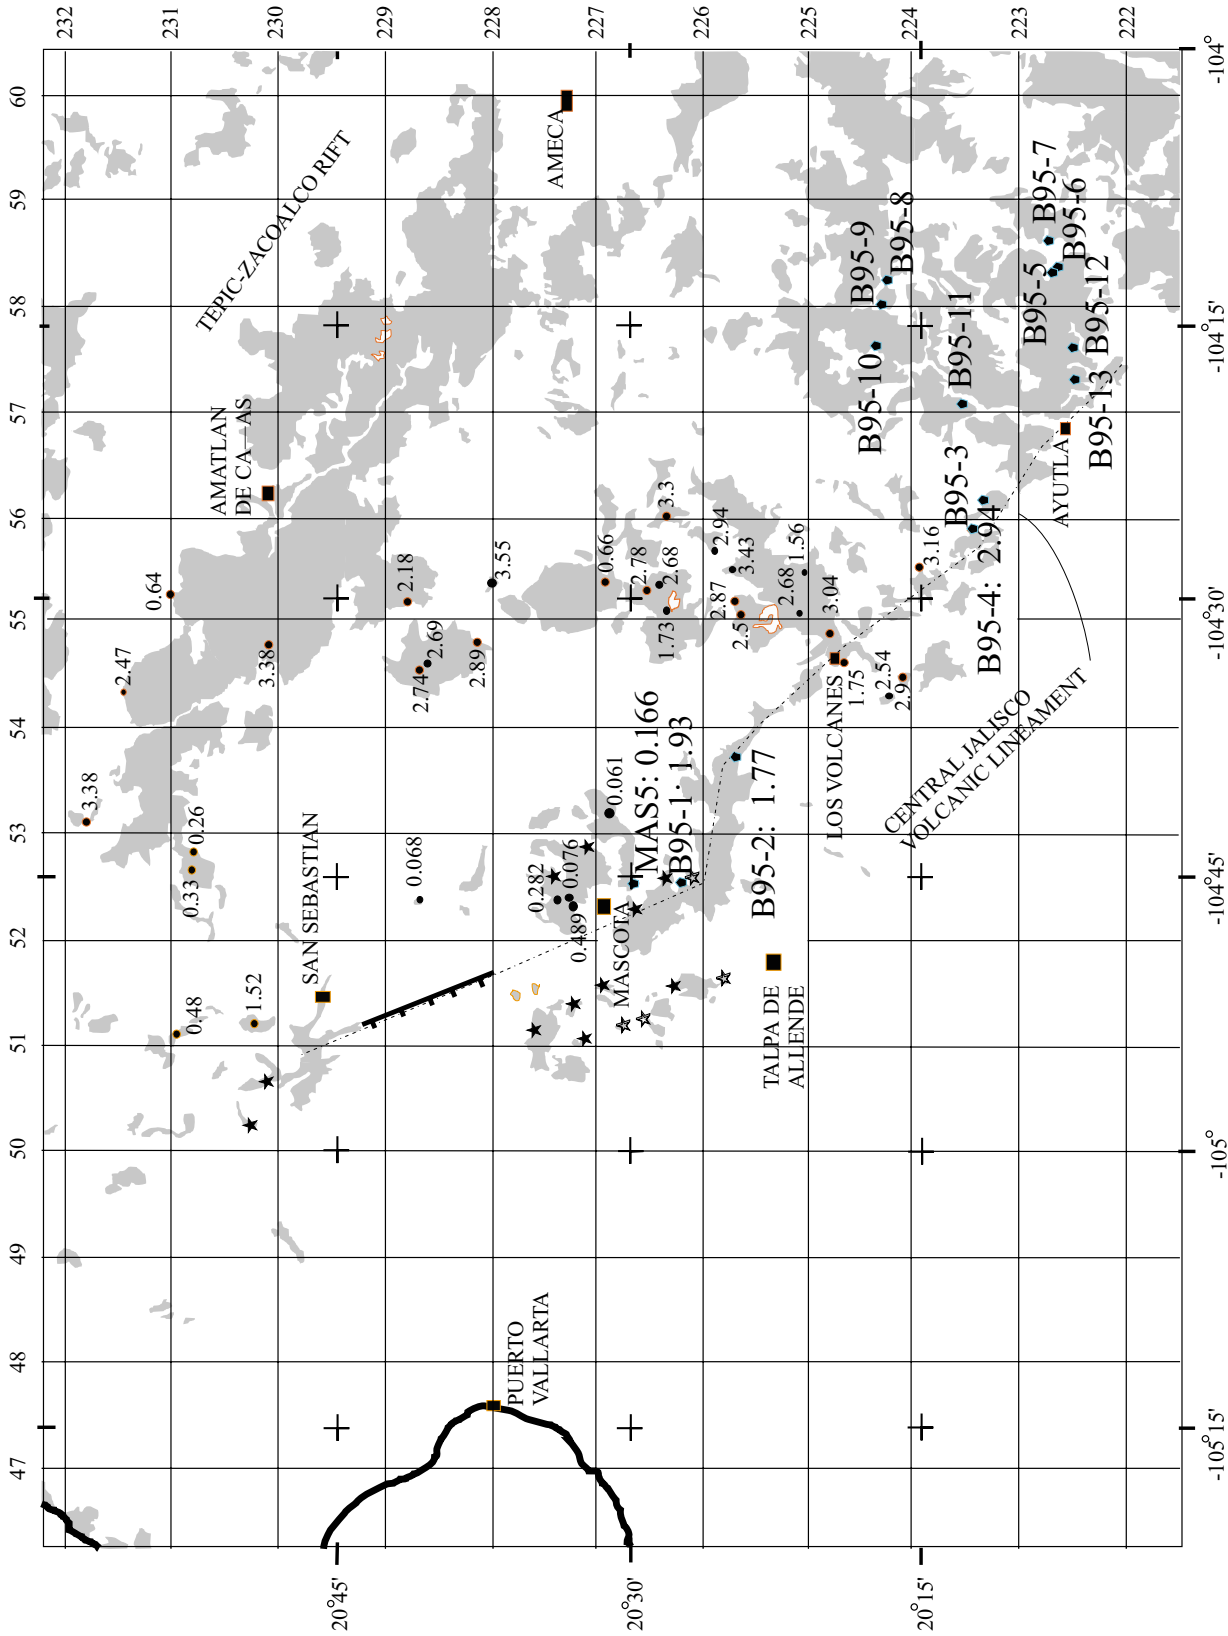 47
48
49
50
51
52
53
54
55
56
57
58
59
60
232
231
230
229
228
227
226
225
224
223
222
20°45'
20°30'
20°15'
-105°15'
-105°
-104°45'
-104°30'
-104°15'
-104°
TEPIC-ZACOALCO RIFT
AMATLAN
DE CA—AS
AMECA
SAN SEBASTIAN
MASCOTA
TALPA DE
ALLENDE
PUERTO
VALLARTA
LOS VOLCANES
AYUTLA
CENTRAL JALISCO
VOLCANIC LINEAMENT
0.48
1.52
0.33
0.26
3.38
2.47
0.64
3.38
2.18
2.74
2.69
2.89
3.55
0.068
0.282
0.076
0.489
0.061
0.66
2.78
2.68
1.73
3.3
2.94
3.43
2.87
2.5
1.56
2.68
3.04
1.75
2.54
2.9
3.16
MAS5: 0.166
B95-1: 1.93
B95-2: 1.77
B95-3
B95-4: 2.94
B95-5
B95-6
B95-7
B95-8
B95-9
B95-10
B95-11
B95-12
B95-13